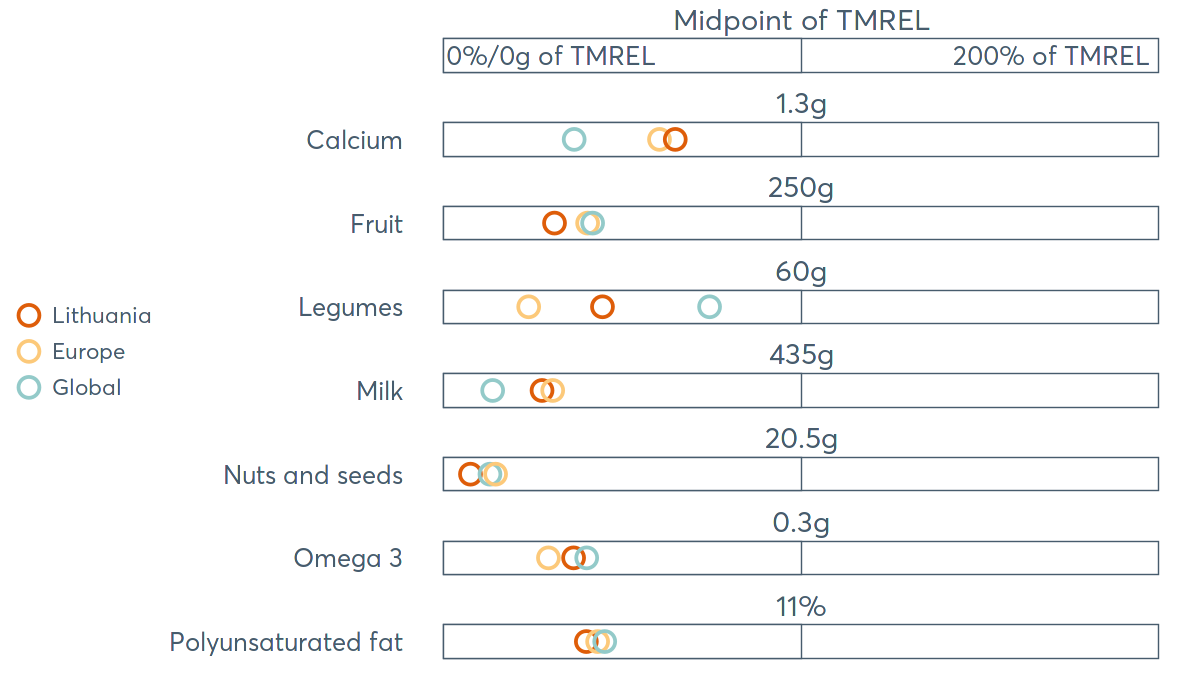 Midpoint of TMREL
0%/0g of TMREL 200% of TMREL
1.3g
Calcium
250g
Fruit
60g
Legumes
Lithuania
Europe
Global
435g
Milk
20.5g
Nuts and seeds
0.3g
Omega 3
11%
Polyunsaturated fat